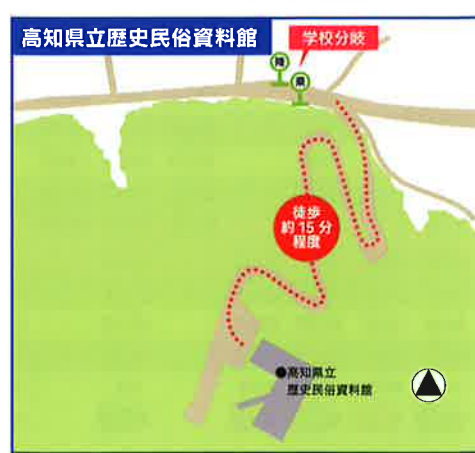 高知県立歴史民俗資料館
学校分岐
降
乗
徒歩
約15分
程度
●高知県立
歴史民俗資料館